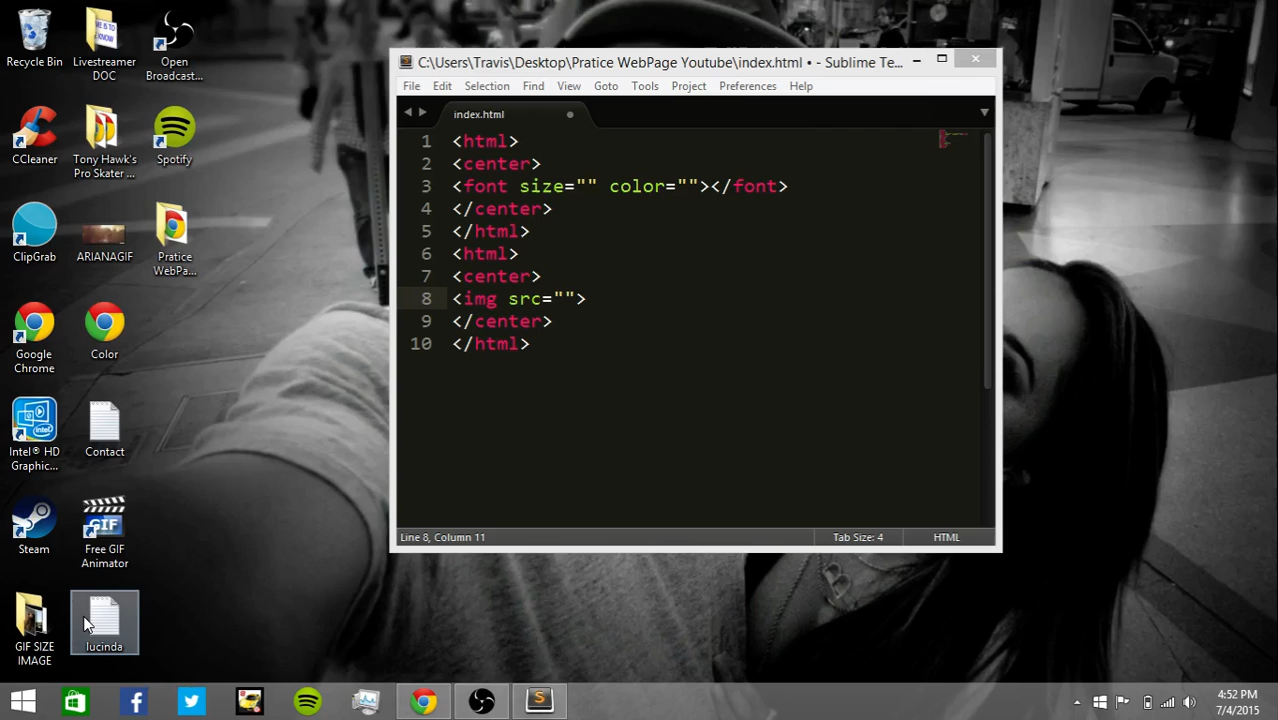 Recycle Bin
Livestreamer
DOC
Open
Broadcast...
CCleaner
Tony Hawk's
Pro Skater ...
Spotify
ClipGrab
ARIANAGIF
Pratice
WebPa...
Google
Chrome
Color
Intel® HD
Graphic...
Contact
Steam
GIF
Free GIF
Animator
GIF SIZE
IMAGE
lucinda
C:\Users\Travis\Desktop\Pratice WebPage Youtube\index.html • - Sublime Te...
File Edit Selection Find View Goto Tools Project Preferences Help
index.html
1 <html>
2 <center>
3 <font size="" color=""></font>
4 </center>
5 </html>
6 <html>
7 <center>
8 <img src="">
9 </center>
10 </html>
Line 8, Column 11 Tab Size: 4 HTML
4:52 PM
7/4/2015